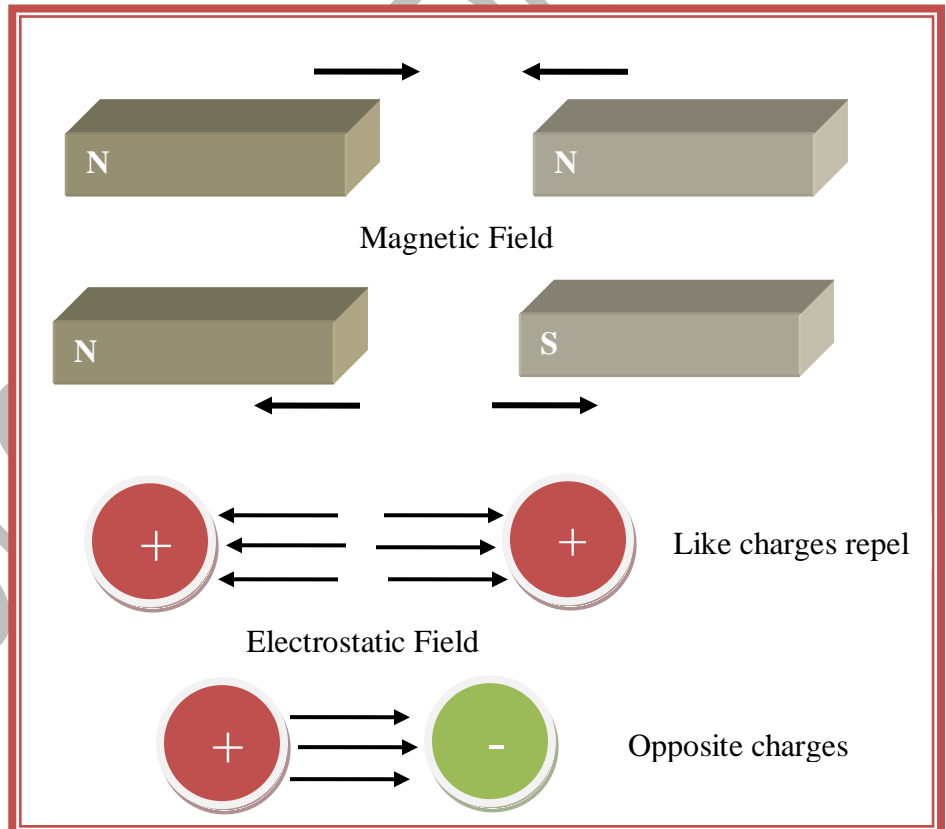 N N
Magnetic Field
N S
+ + Like charges repel
Electrostatic Field
+ - Opposite charges